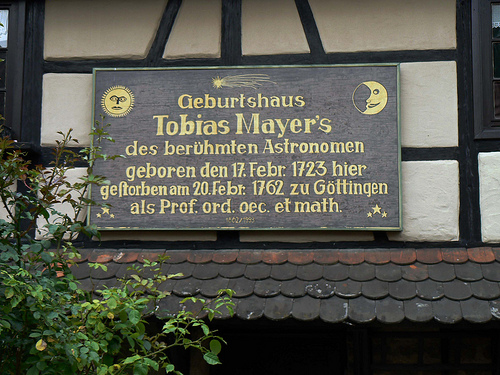 Geburtshaus
Tobias Mayer's
des berühmten Astronomen
geboren den 17. Febr. 1723 hier
gestorben am 20. Febr. 1762 zu Göttingen
als Prof. ord. oec. et math.